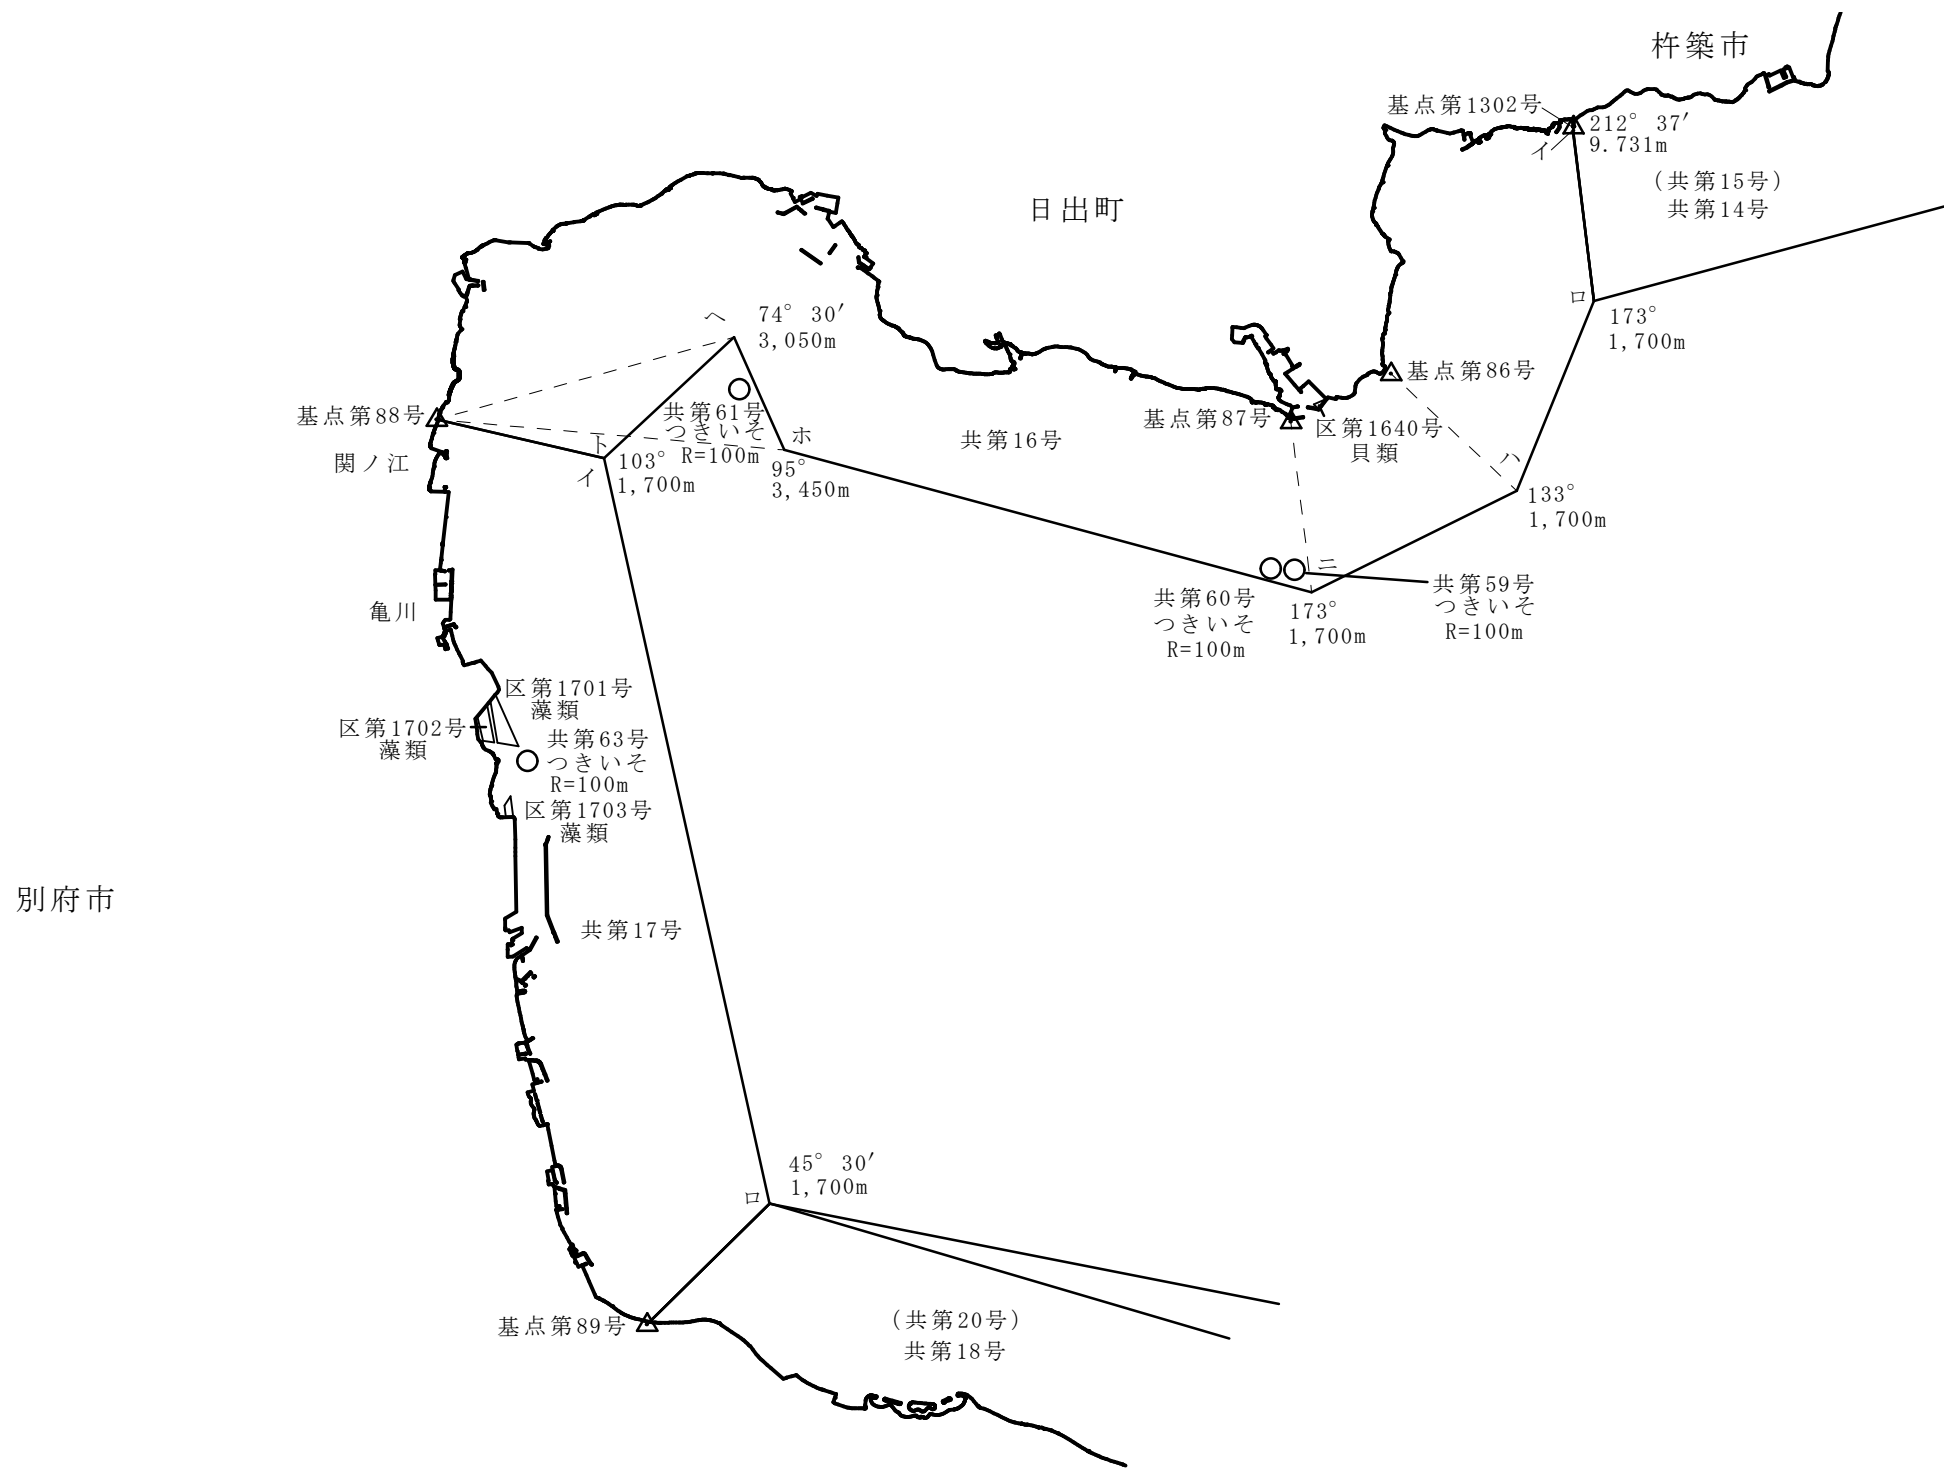 杵築市
基点第1302号
212° 37′
9.731m
イ
(共第15号)
共第14号
日出町
ロ
173°
1,700m
ヘ
74° 30′
3,050m
基点第86号
基点第88号
共第61号
つきいそ
R=100m
ト
イ
103°
1,700m
ホ
95°
3,450m
共第16号
基点第87号
区第1640号
貝類
関ノ江
ハ
133°
1,700m
ニ
173°
1,700m
共第59号
つきいそ
R=100m
共第60号
つきいそ
R=100m
亀川
区第1701号
藻類
区第1702号
藻類
共第63号
つきいそ
R=100m
区第1703号
藻類
別府市
共第17号
45° 30′
1,700m
ロ
基点第89号
(共第20号)
共第18号